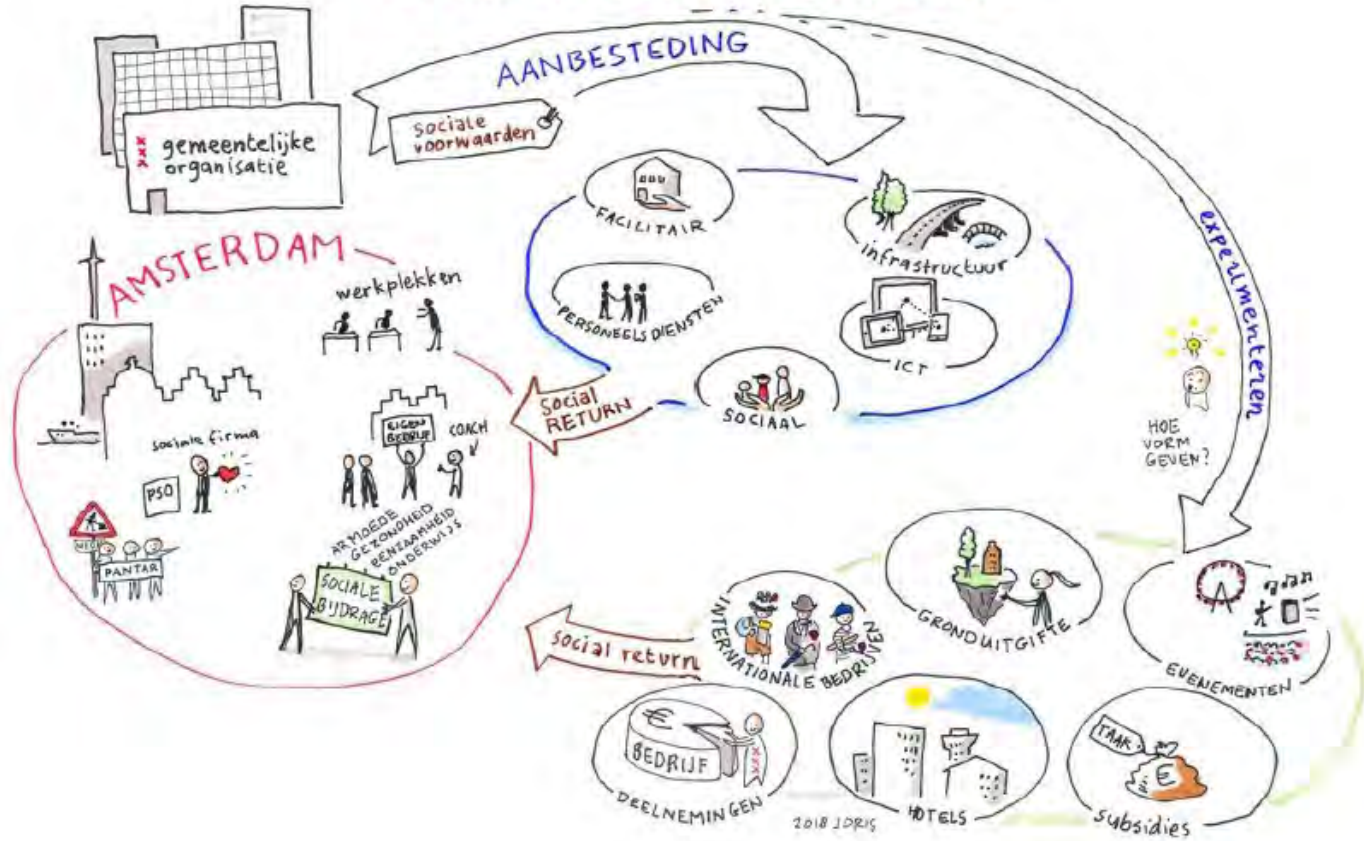 AANBESTEDING
sociale
voorwaarden
xxx
gemeentelijke
organisatie
FACILITAIR
infrastructuur
PERSONEELSDIENSTEN
ICT
SOCIAAL
experimenteren
HOE
VORM
GEVEN?
AMSTERDAM
werkplekken
social
RETURN
EIGEN
BEDRIJF
COACH
sociale firma
PSO
PANTAR
ARMOEDE
GEZONDHEID
EENZAAMHEID
ONDERWIJS
SOCIALE
BIJDRAGE
social return
INTERNATIONALE BEDRIJVEN
GRONDUITGIFTE
EVENEMENTEN
€
BEDRIJF
xxx
DEELNEMINGEN
HOTELS
TAAK
€
subsidies
2018 JORIS